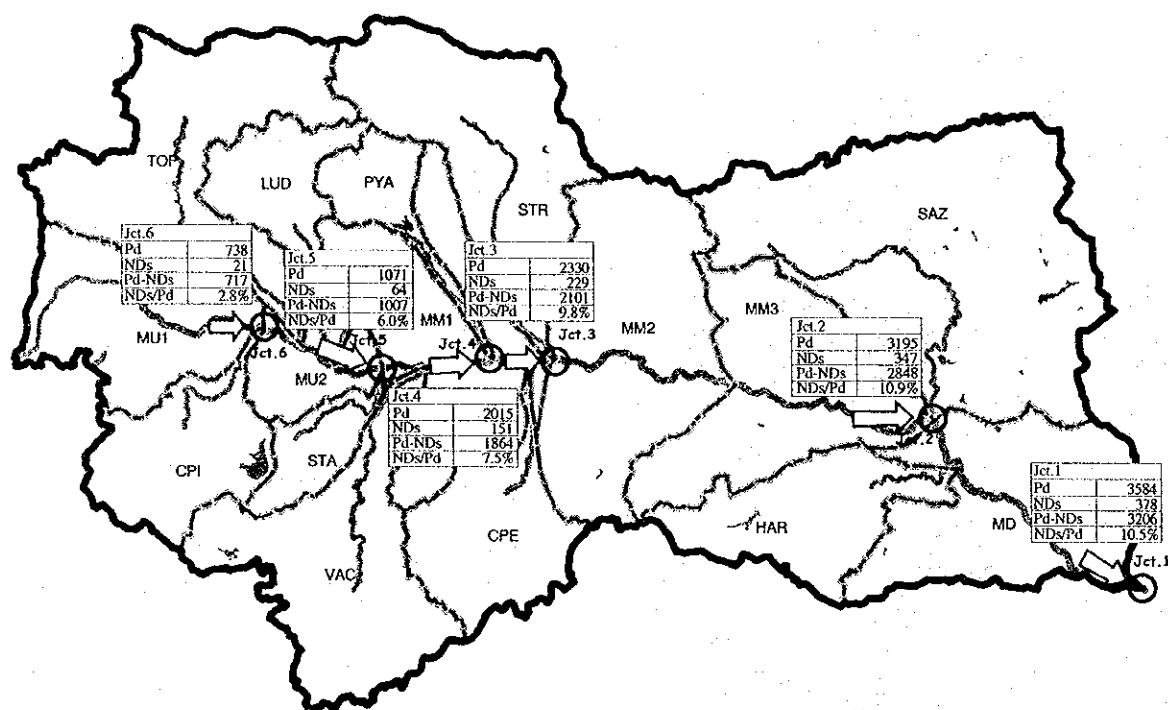 TOP
LUD
PYA
STR
SAZ
Jct.6
Pd 738
NDs 21
Pd-NDs 717
NDs/Pd 2.8%
Jct.5
Pd 1071
NDs 64
Pd-NDs 1007
NDs/Pd 6.0%
Jct.3
Pd 2330
NDs 229
Pd-NDs 2101
NDs/Pd 9.8%
MU1
Jct.6
MM1
Jct.5
Jct.4
Jct.3
MM2
MM3
Jct.2
Pd 3195
NDs 347
Pd-NDs 2848
NDs/Pd 10.9%
MU2
Jct.4
Pd 2015
NDs 151
Pd-NDs 1864
NDs/Pd 7.5%
Jct.2
CPI
STA
VAC
CPE
HAR
MD
Jct.1
Pd 3584
NDs 378
Pd-NDs 3206
NDs/Pd 10.5%
Jct.1